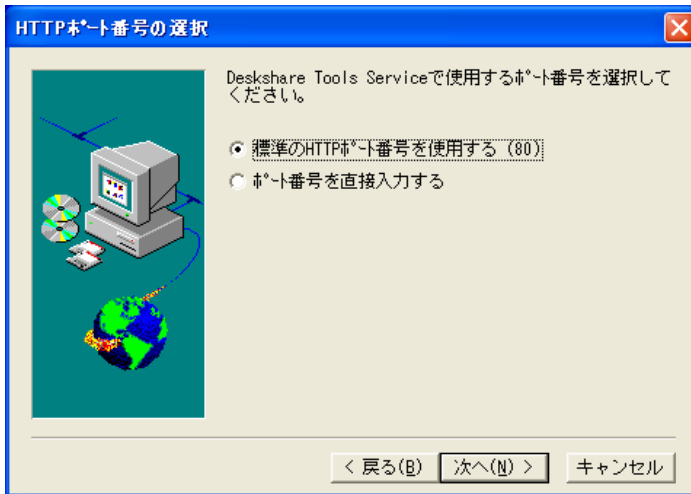 HTTPﾎﾟｰﾄ番号の選択
Deskshare Tools Serviceで使用するﾎﾟｰﾄ番号を選択して
ください。
標準のHTTPﾎﾟｰﾄ番号を使用する (80)
ﾎﾟｰﾄ番号を直接入力する
< 戻る(B)
次へ(N) >
キャンセル